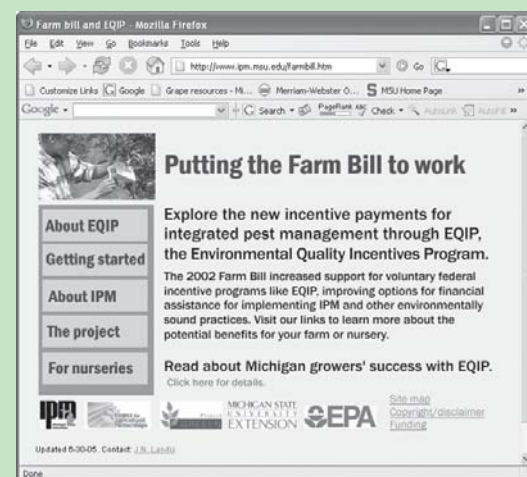 Farm bill and EQIP - Mozilla Firefox
File Edit View Go Bookmarks Tools Help
http://www.ipm.msu.edu/farmbill.htm Go
Customize Links Google Grape resources - Mi... Merriam-Webster O... MSU Home Page
Google Search PageRank Check AutoLink AutoFill
Putting the Farm Bill to work
About EQIP
Getting started
About IPM
The project
For nurseries
Explore the new incentive payments for
integrated pest management through EQIP,
the Environmental Quality Incentives Program.
The 2002 Farm Bill increased support for voluntary federal
incentive programs like EQIP, improving options for financial
assistance for implementing IPM and other environmentally
sound practices. Visit our links to learn more about the
potential benefits for your farm or nursery.
Read about Michigan growers' success with EQIP.
Click here for details.
ipm
Project
MICHIGAN STATE
UNIVERSITY
EXTENSION
EPA
Site map
Copyright/disclaimer
Funding
Updated 6-30-05. Contact: J.N. Landis
Done